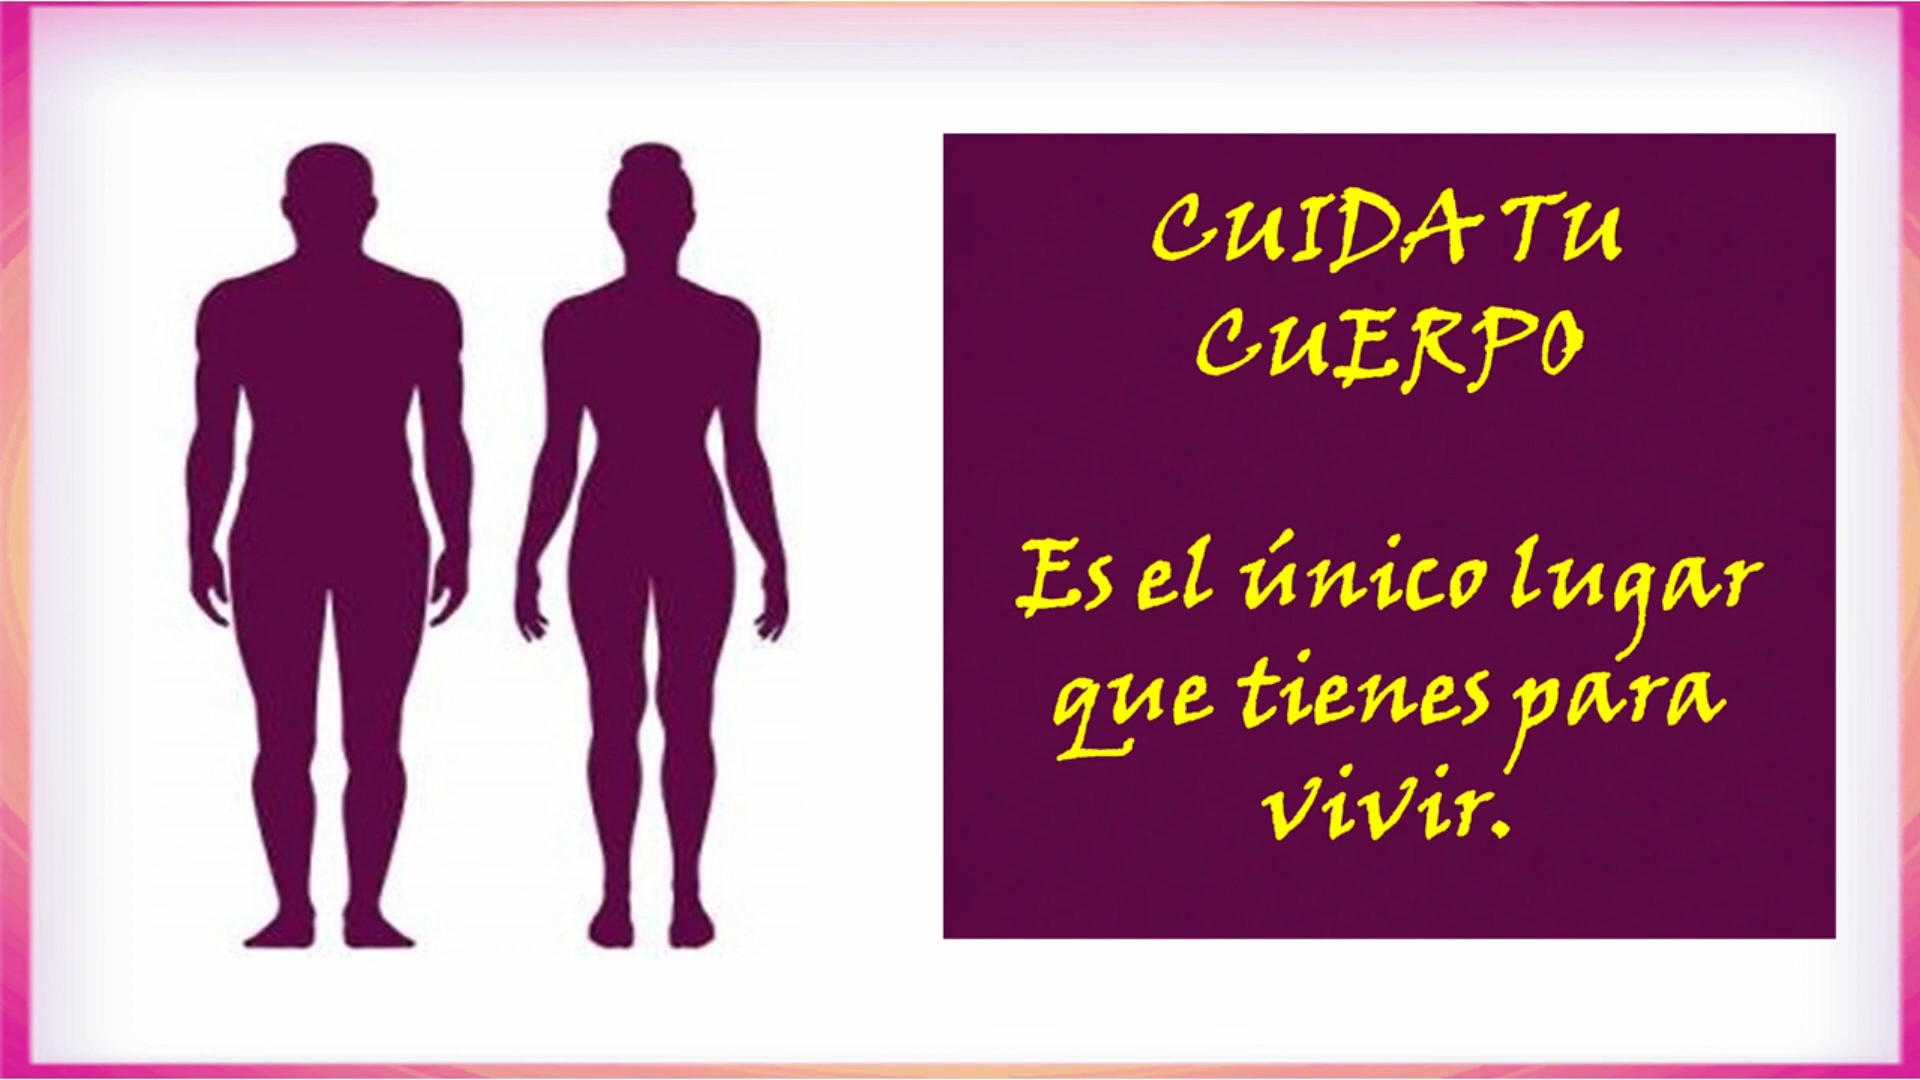 CUIDA TU
CUERPO
Es el único lugar
que tienes para
vivir.